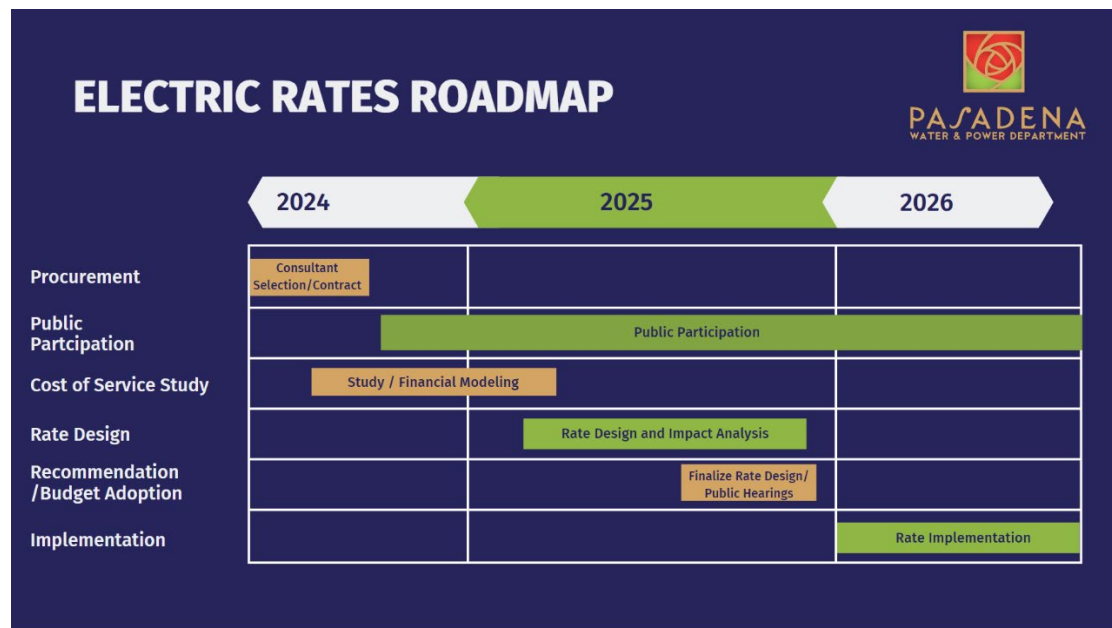 ELECTRIC RATES ROADMAP
PASADENA
WATER & POWER DEPARTMENT
2024
2025
2026
Procurement
Consultant
Selection/Contract
Public
Partcipation
Public Participation
Cost of Service Study
Study / Financial Modeling
Rate Design
Rate Design and Impact Analysis
Recommendation
/Budget Adoption
Finalize Rate Design/
Public Hearings
Implementation
Rate Implementation